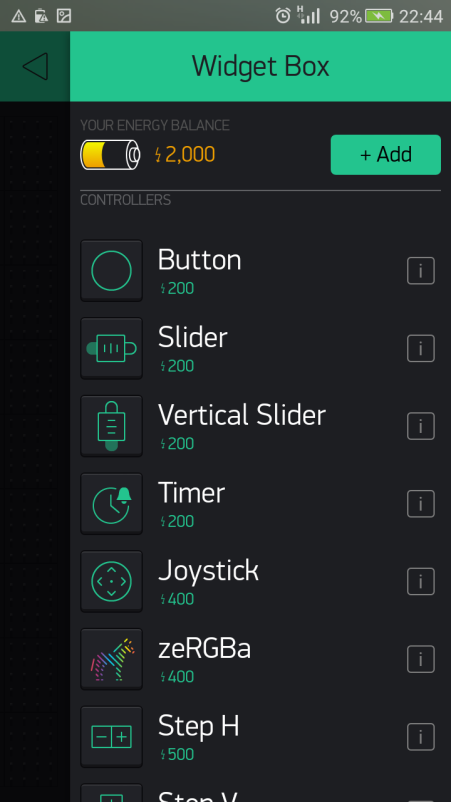 H 92% 22:44
Widget Box
YOUR ENERGY BALANCE
2,000
+ Add
CONTROLLERS
Button
200
i
Slider
200
i
Vertical Slider
200
i
Timer
200
i
Joystick
400
i
zeRGBa
400
i
Step H
500
i
Step V